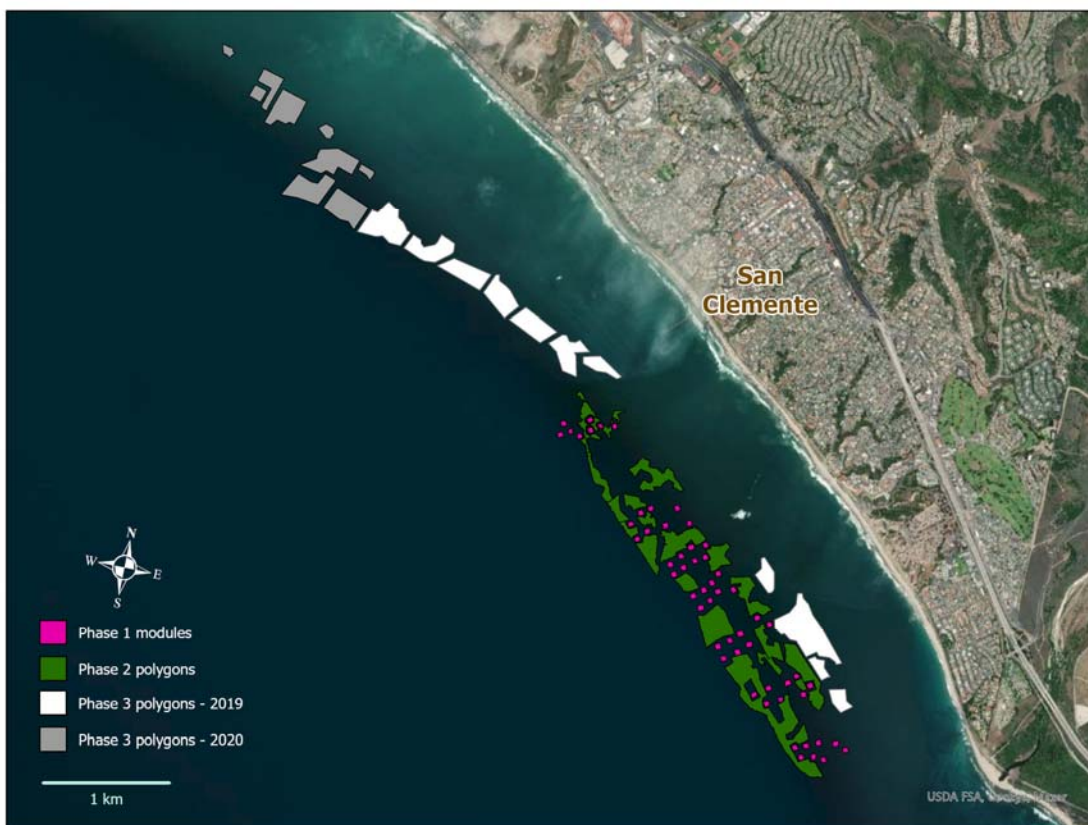 San
Clemente
N
W
E
S
Phase 1 modules
Phase 2 polygons
Phase 3 polygons - 2019
Phase 3 polygons - 2020
1 km
USDA FSA,